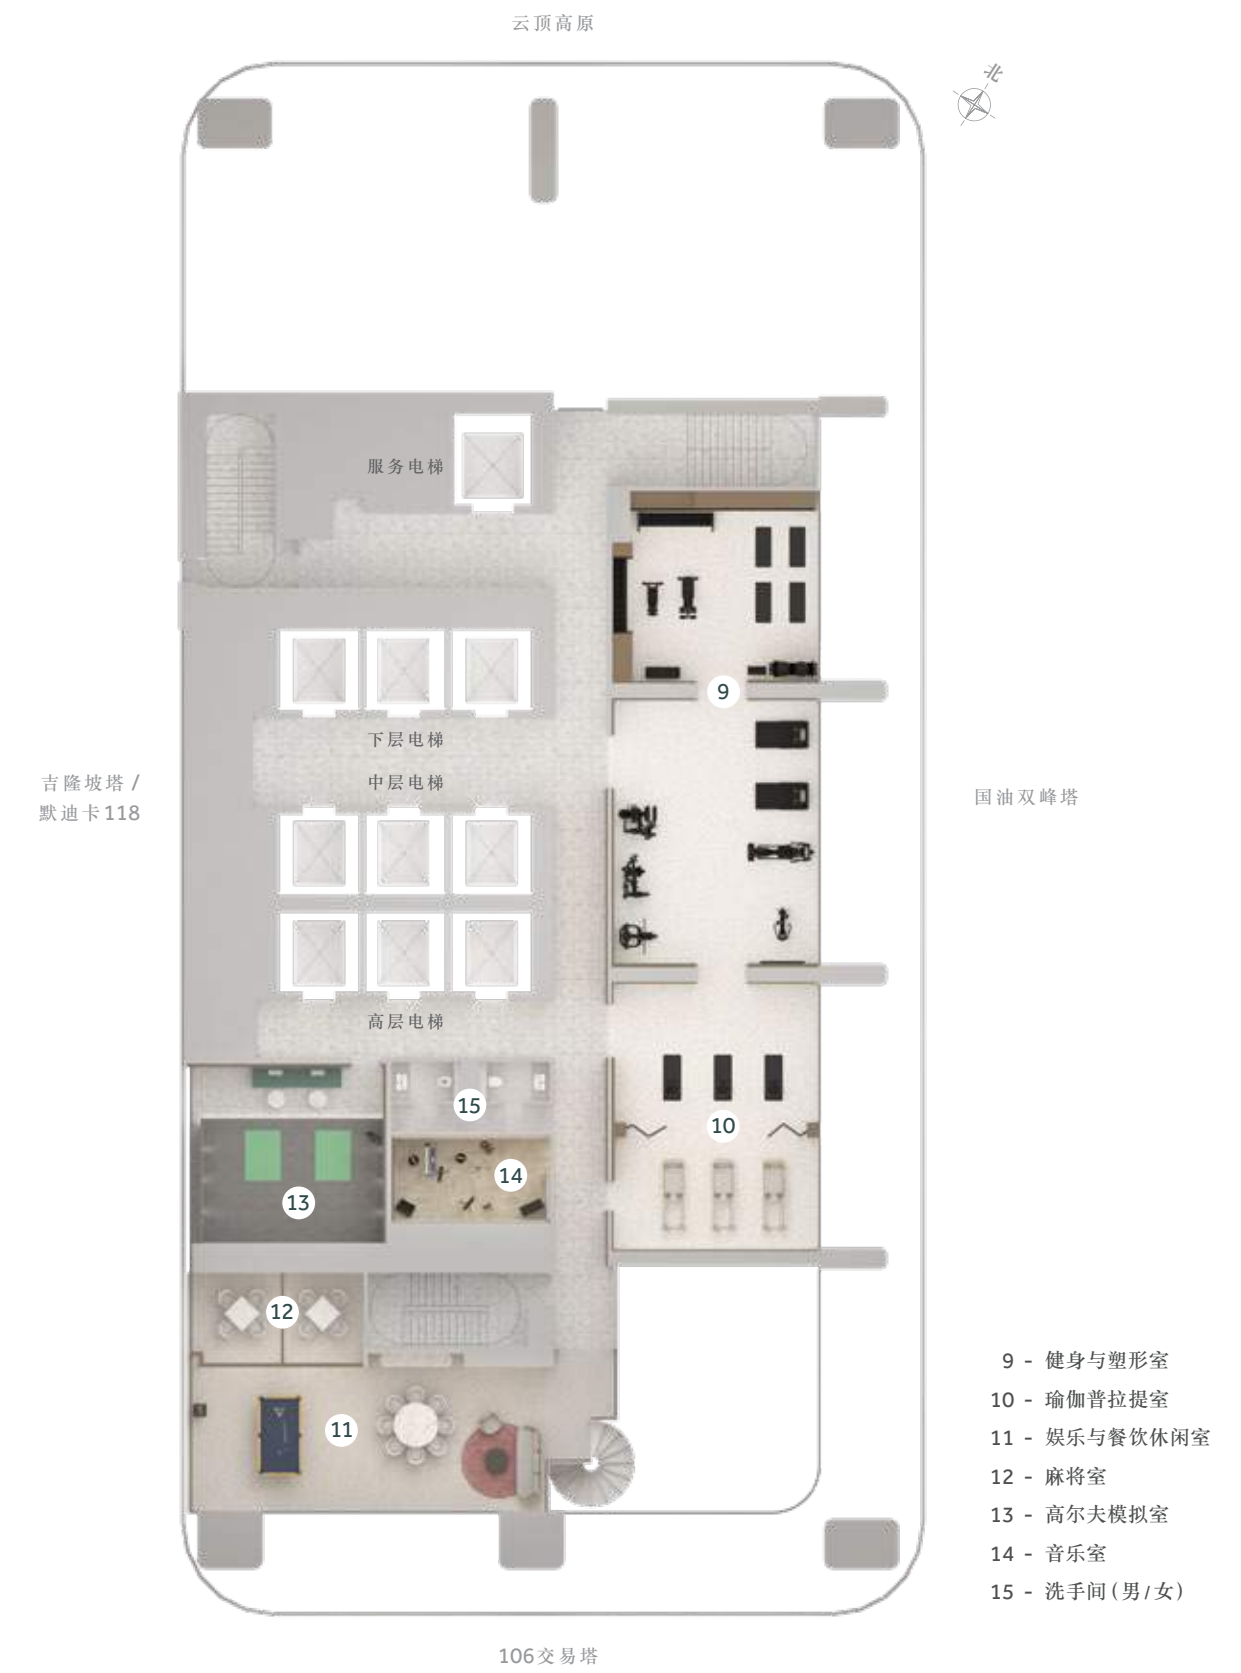 云顶高原
北
服务电梯
9
下层电梯
中层电梯
吉隆坡塔 /
默迪卡118
国油双峰塔
高层电梯
15
10
14
13
12
11
9 - 健身与塑形室
10 - 瑜伽普拉提室
11 - 娱乐与餐饮休闲室
12 - 麻将室
13 - 高尔夫模拟室
14 - 音乐室
15 - 洗手间(男/女)
106交易塔